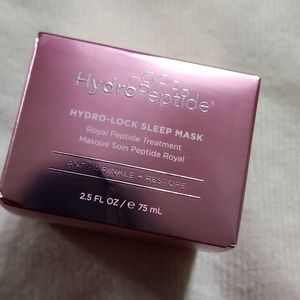 HydroPeptide®
HYDRO-LOCK SLEEP MASK
Royal Peptide Treatment
Masque Soin Peptide Royal
ANTI-WRINKLE + RESTORE
2.5 FL OZ / ℮ 75 mL